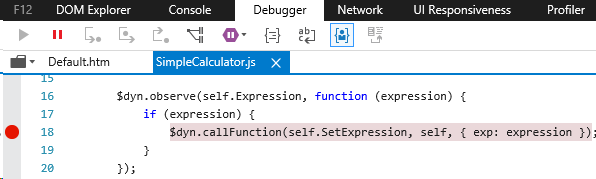 F12 DOM Explorer Console Debugger Network UI Responsiveness Profiler
Default.htm SimpleCalculator.js
15
16 $dyn.observe(self.Expression, function (expression) {
17 if (expression) {
18 $dyn.callFunction(self.SetExpression, self, { exp: expression });
19 }
20 });